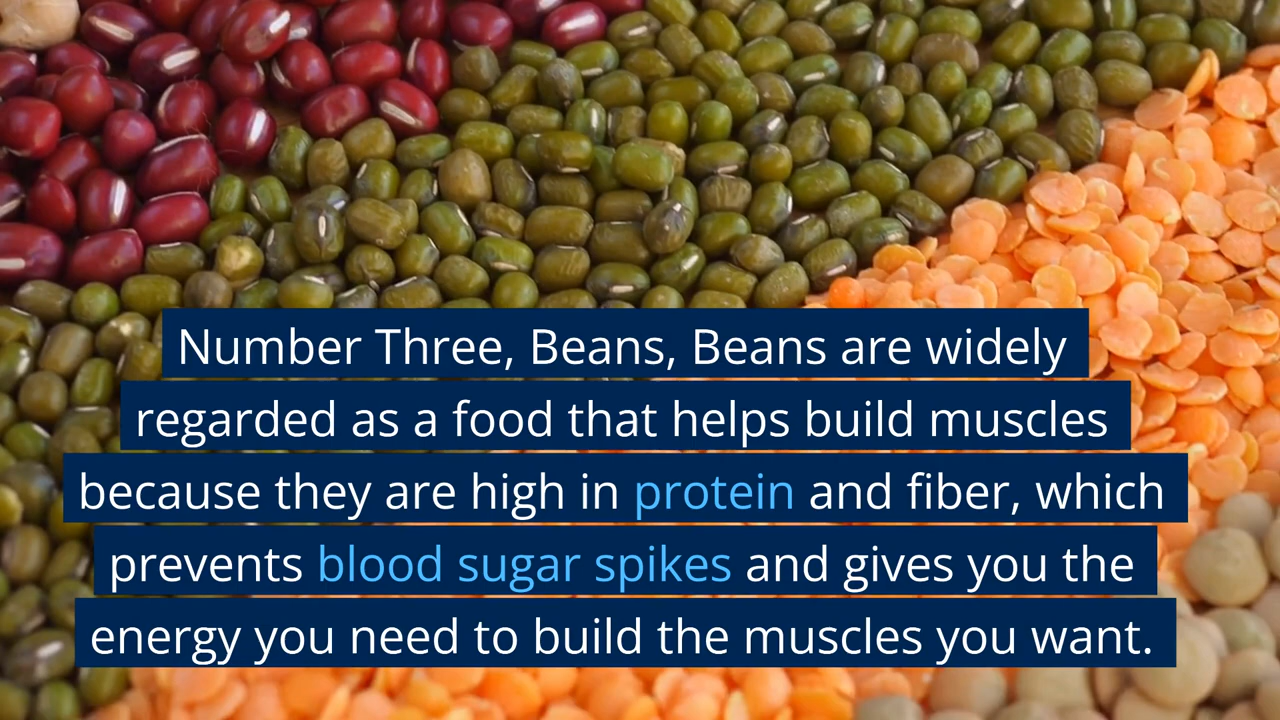 Number Three, Beans, Beans are widely
regarded as a food that helps build muscles
because they are high in protein and fiber, which
prevents blood sugar spikes and gives you the
energy you need to build the muscles you want.